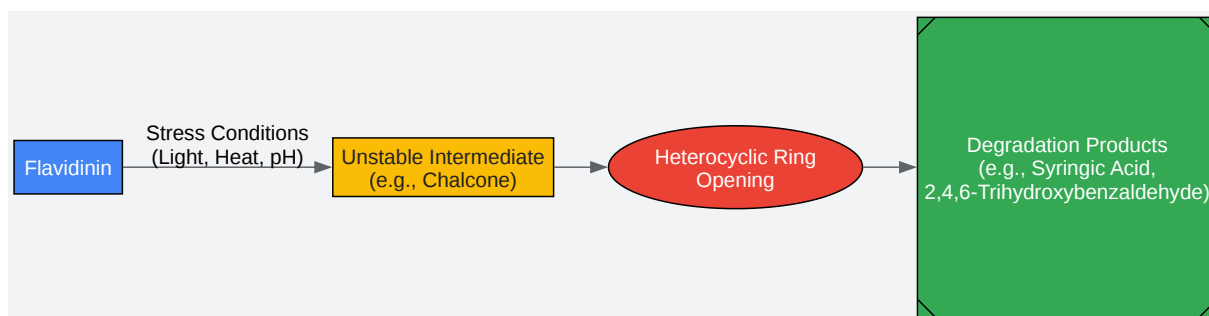 Flavidinin
Stress Conditions
(Light, Heat, pH)
Unstable Intermediate
(e.g., Chalcone)
Heterocyclic Ring
Opening
Degradation Products
(e.g., Syringic Acid,
2,4,6-Trihydroxybenzaldehyde)